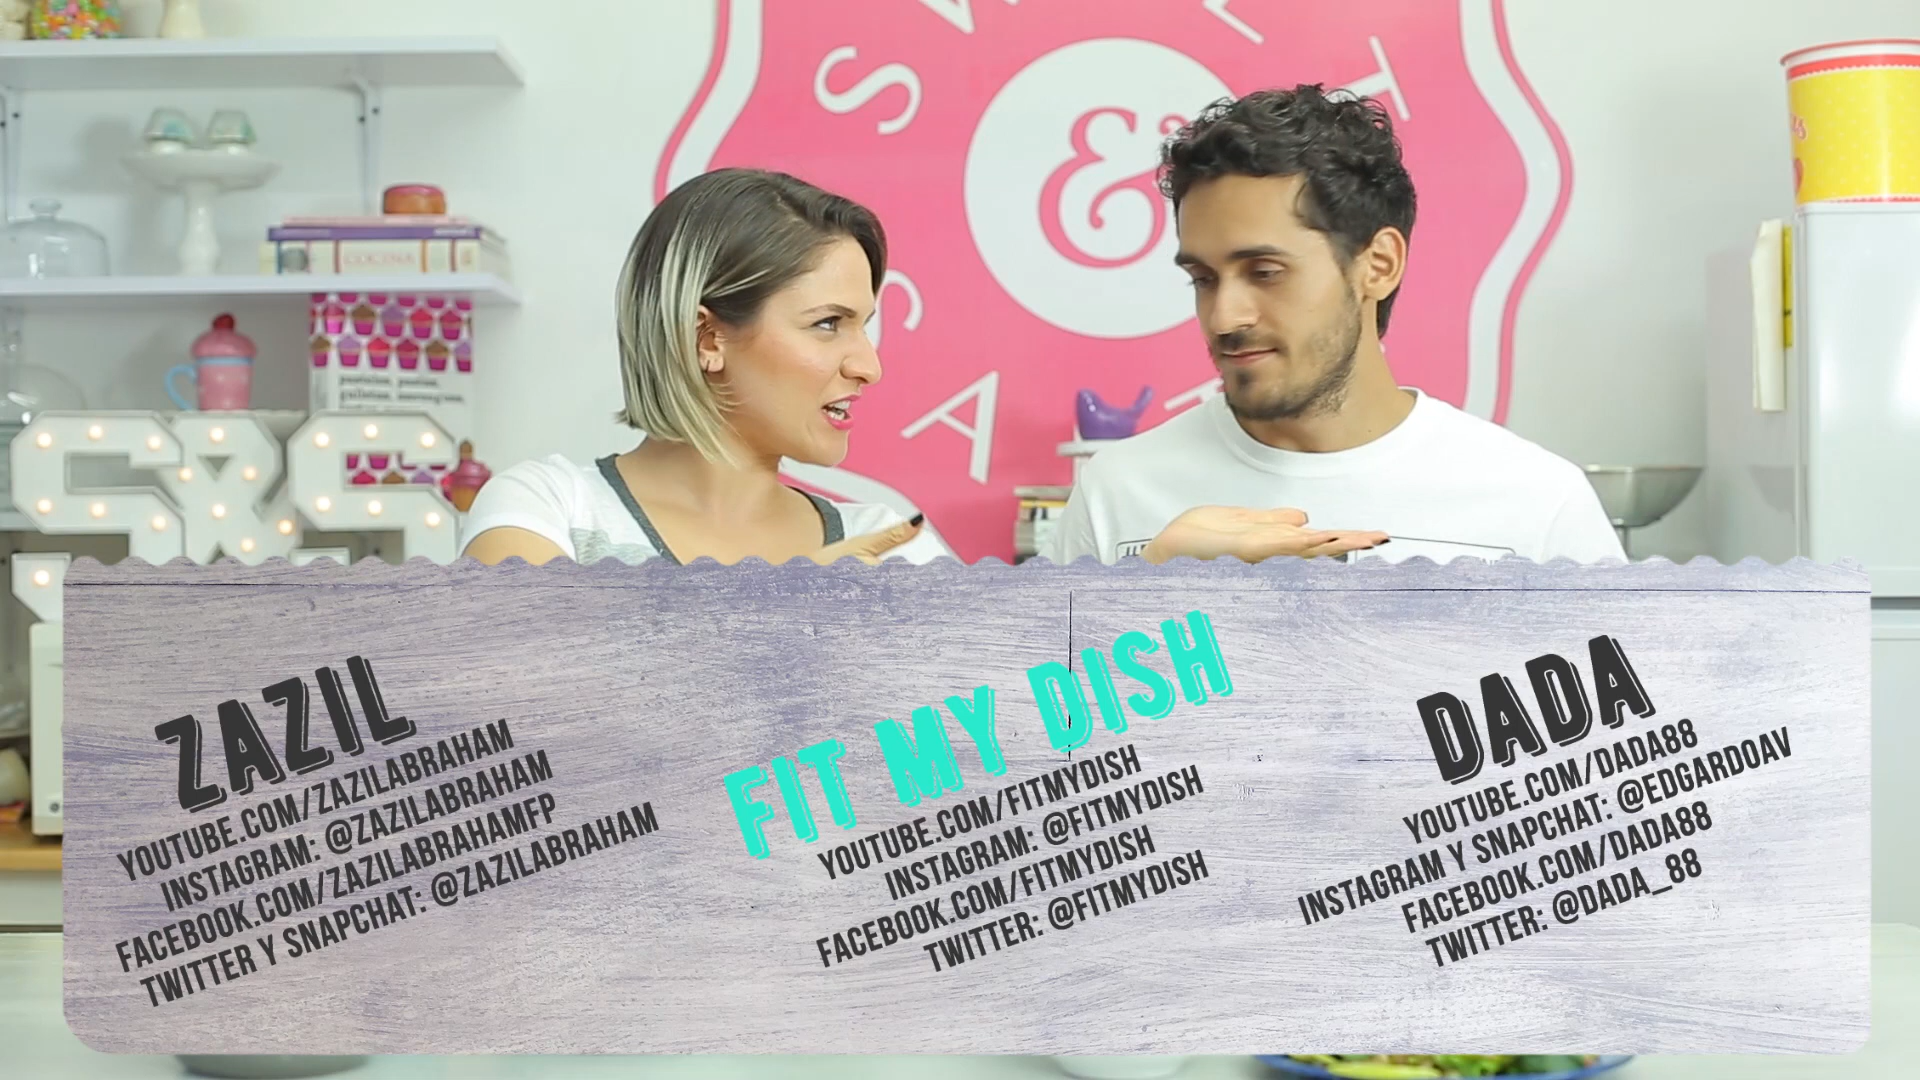 S
&
T
S
A
COCINA
S&S
ZAZIL
YOUTUBE.COM/ZAZILABRAHAM
INSTAGRAM: @ZAZILABRAHAM
FACEBOOK.COM/ZAZILABRAHAMFP
TWITTER Y SNAPCHAT: @ZAZILABRAHAM
FIT MY DISH
YOUTUBE.COM/FITMYDISH
INSTAGRAM: @FITMYDISH
FACEBOOK.COM/FITMYDISH
TWITTER: @FITMYDISH
DADA
YOUTUBE.COM/DADA88
INSTAGRAM Y SNAPCHAT: @EDGARDOAV
FACEBOOK.COM/DADA88
TWITTER: @DADA_88